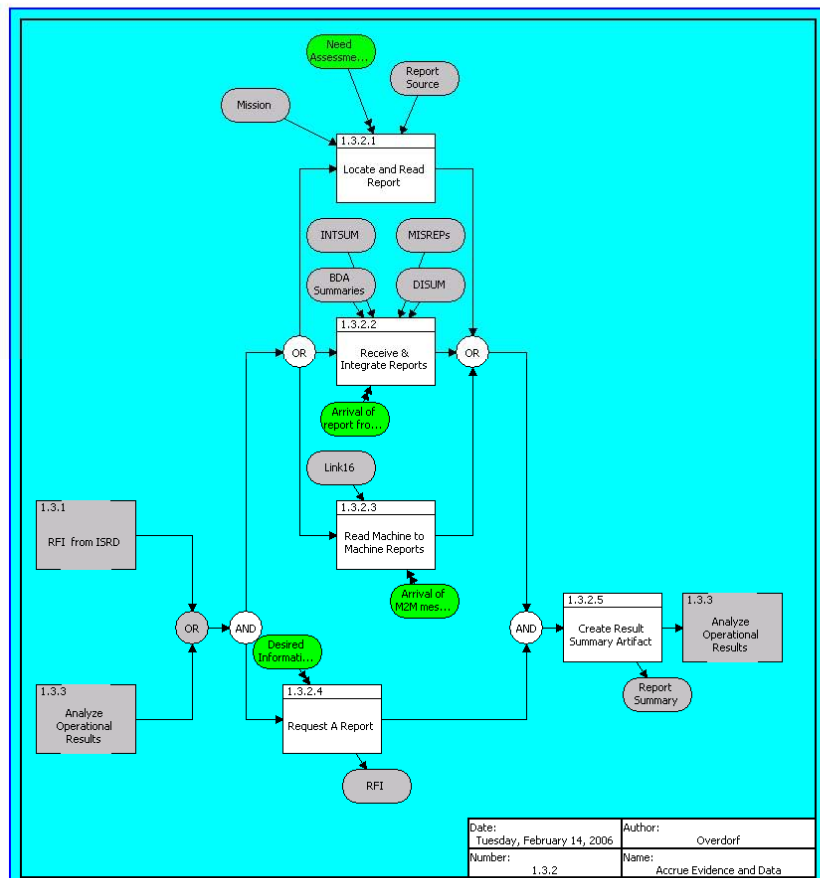 Need
Assessme...
Report
Source
Mission
1.3.2.1
Locate and Read
Report
INTSUM
MISREPs
BDA
Summaries
DISUM
1.3.2.2
OR
Receive &
Integrate Reports
OR
Arrival of
report fro...
Link16
1.3.1
RFI from ISRD
1.3.2.3
Read Machine to
Machine Reports
Arrival of
M2M mes...
OR
AND
Desired
Informati...
AND
1.3.2.5
Create Result
Summary Artifact
1.3.3
Analyze
Operational
Results
1.3.3
Analyze
Operational
Results
1.3.2.4
Request A Report
Report
Summary
RFI
Date:
Tuesday, February 14, 2006
Author:
Overdorf
Number:
1.3.2
Name:
Accrue Evidence and Data